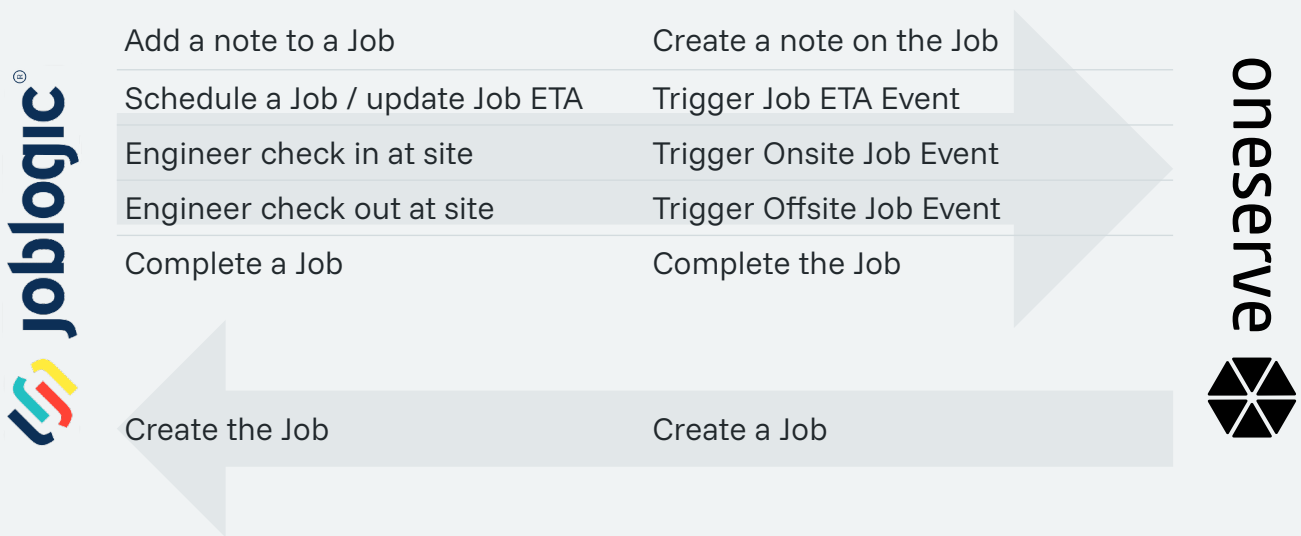 joblogic®
Add a note to a Job Create a note on the Job
Schedule a Job / update Job ETA Trigger Job ETA Event
Engineer check in at site Trigger Onsite Job Event
Engineer check out at site Trigger Offsite Job Event
Complete a Job Complete the Job
Create the Job Create a Job
oneserve